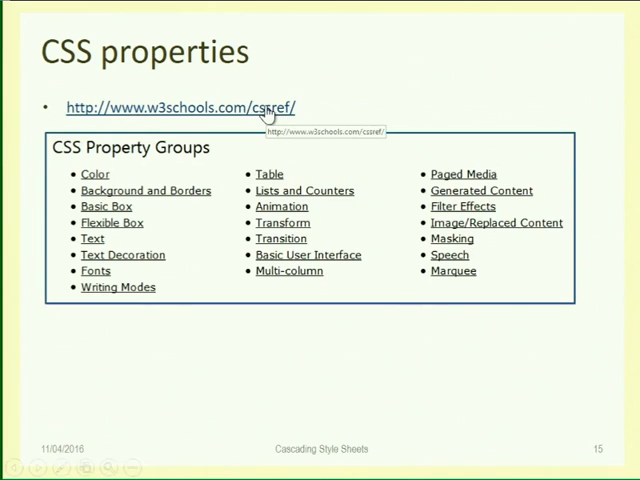 CSS properties
• http://www.w3schools.com/cssref/
http://www.w3schools.com/cssref/
CSS Property Groups
• Color
• Background and Borders
• Basic Box
• Flexible Box
• Text
• Text Decoration
• Fonts
• Writing Modes
• Table
• Lists and Counters
• Animation
• Transform
• Transition
• Basic User Interface
• Multi-column
• Paged Media
• Generated Content
• Filter Effects
• Image/Replaced Content
• Masking
• Speech
• Marquee
11/04/2016
Cascading Style Sheets
15